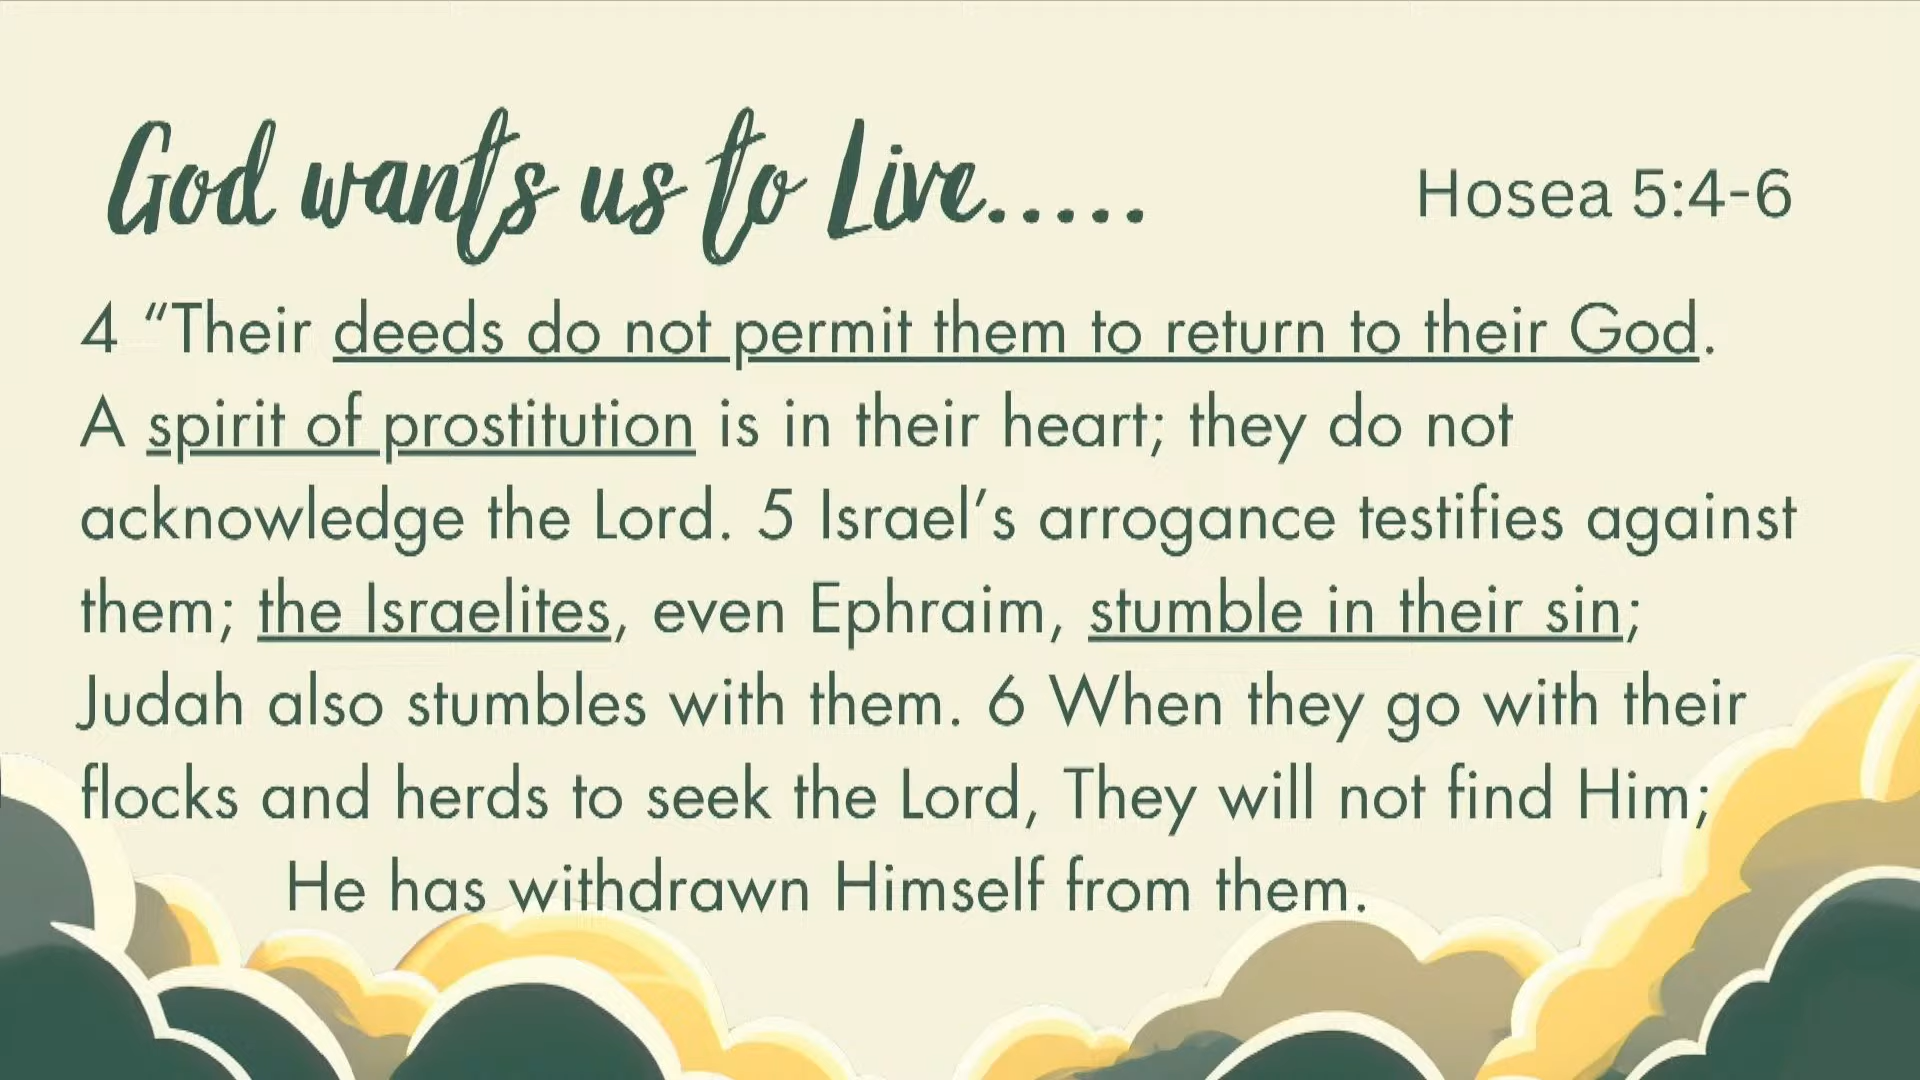 God wants us to Live.....
Hosea 5:4-6
4 “Their deeds do not permit them to return to their God.
A spirit of prostitution is in their heart; they do not
acknowledge the Lord. 5 Israel’s arrogance testifies against
them; the Israelites, even Ephraim, stumble in their sin;
Judah also stumbles with them. 6 When they go with their
flocks and herds to seek the Lord, They will not find Him;
He has withdrawn Himself from them.